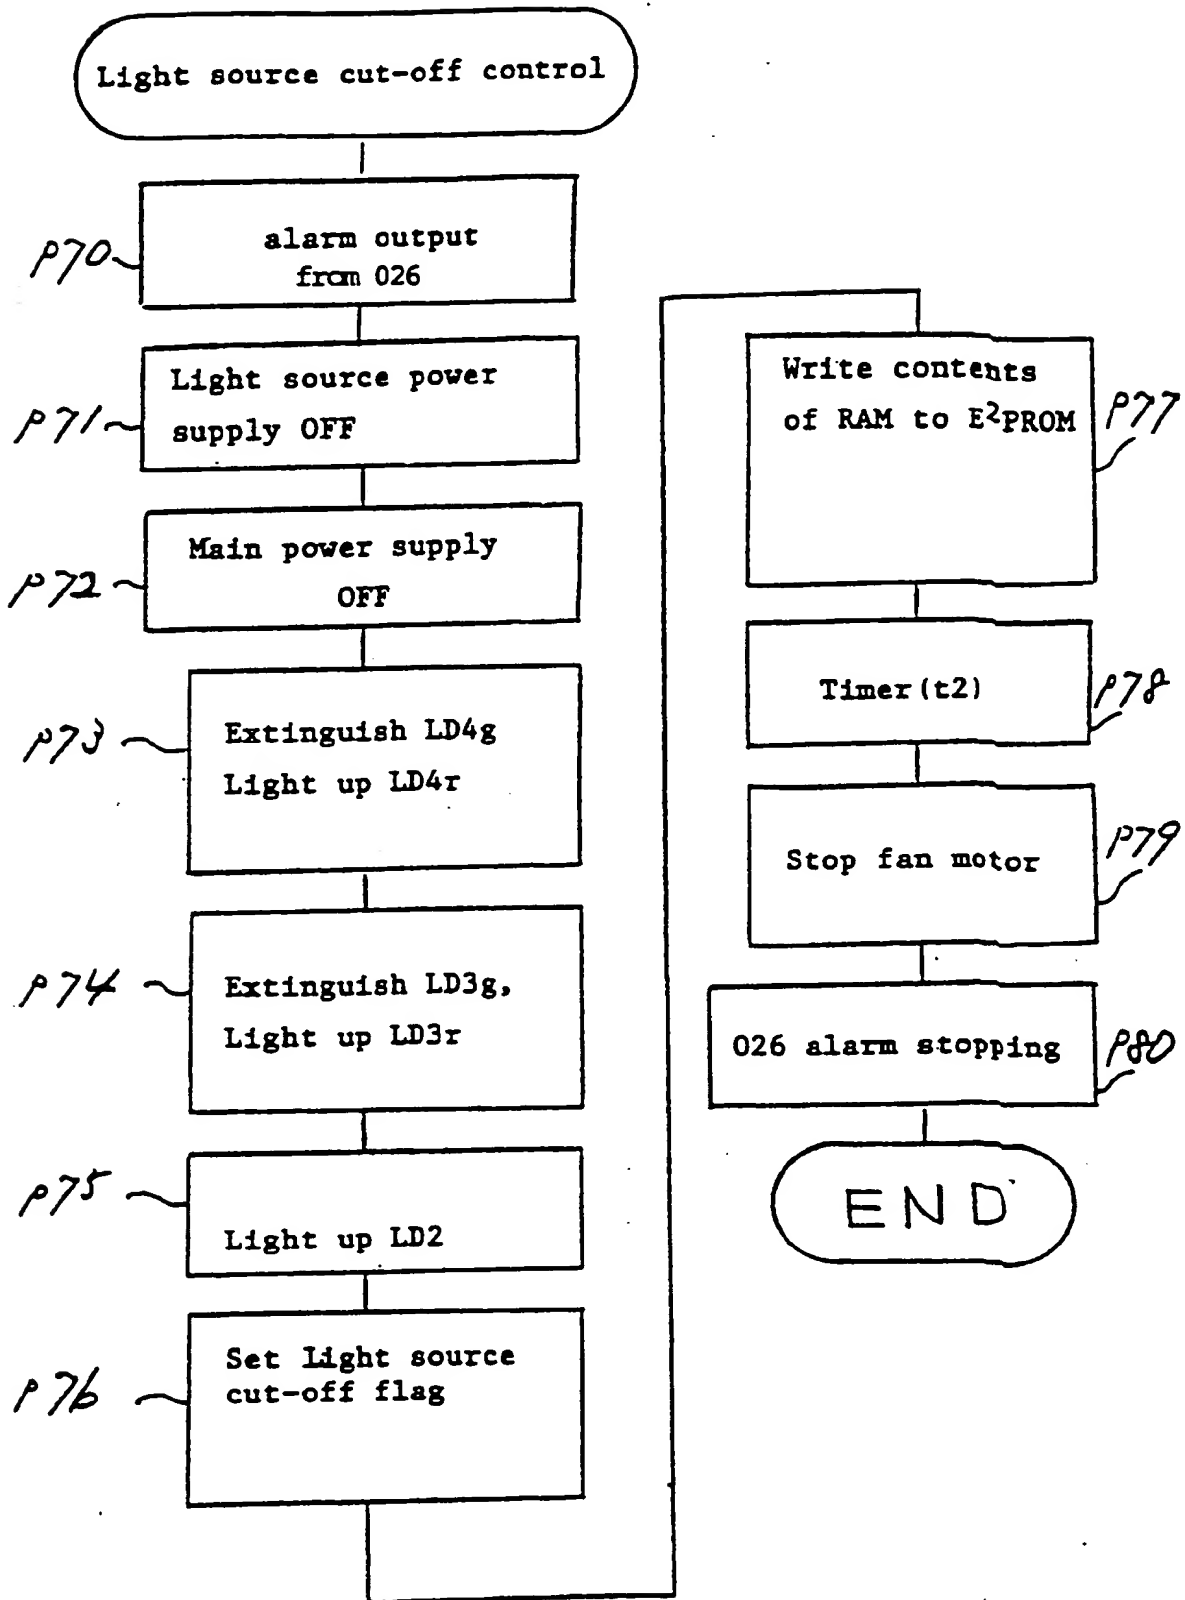 Light source cut-off control
P70
alarm output
from 026
P71
Light source power
supply OFF
P72
Main power supply
OFF
P73
Extinguish LD4g
Light up LD4r
P74
Extinguish LD3g,
Light up LD3r
P75
Light up LD2
P76
Set Light source
cut-off flag
Write contents
of RAM to E²PROM
P77
Timer(t2)
P78
Stop fan motor
P79
026 alarm stopping
P80
END